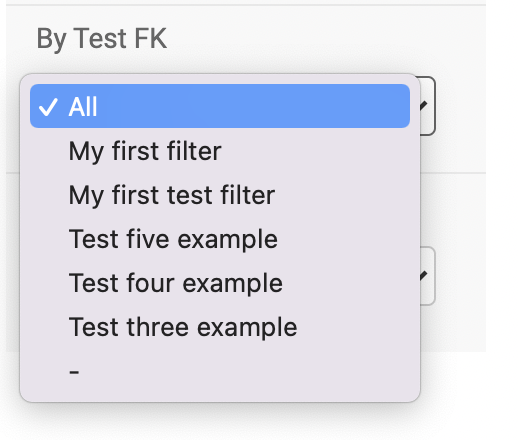 By Test FK
All
My first filter
My first test filter
Test five example
Test four example
Test three example
-